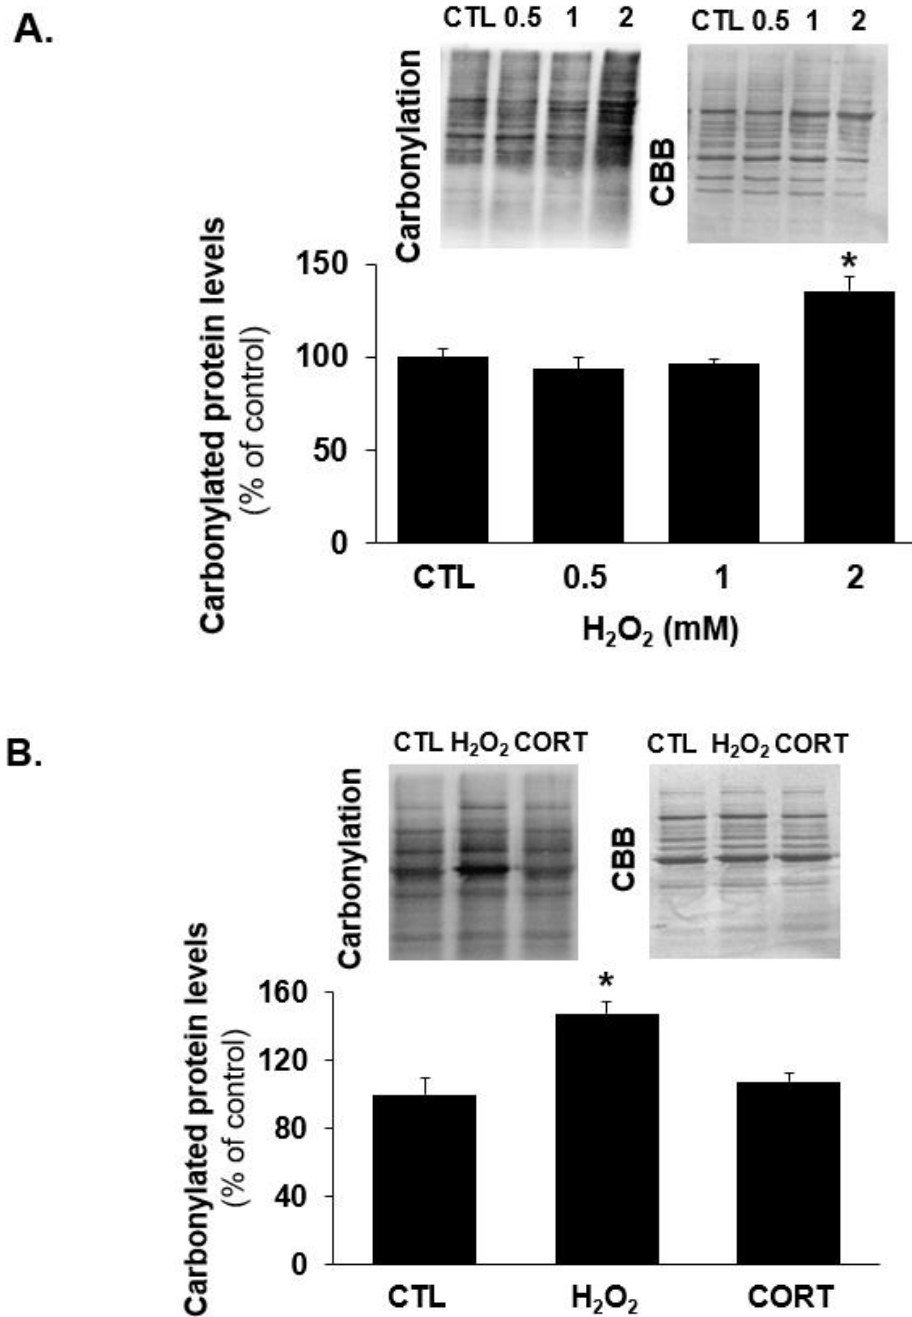 A.
CTL 0.5 1 2
CTL 0.5 1 2
Carbonylation
CBB
Carbonylated protein levels
(% of control)
150
100
50
0
*
CTL 0.5 1 2
H₂O₂ (mM)
B.
CTL H₂O₂ CORT
CTL H₂O₂ CORT
Carbonylation
CBB
Carbonylated protein levels
(% of control)
160
120
80
40
0
*
CTL H₂O₂ CORT